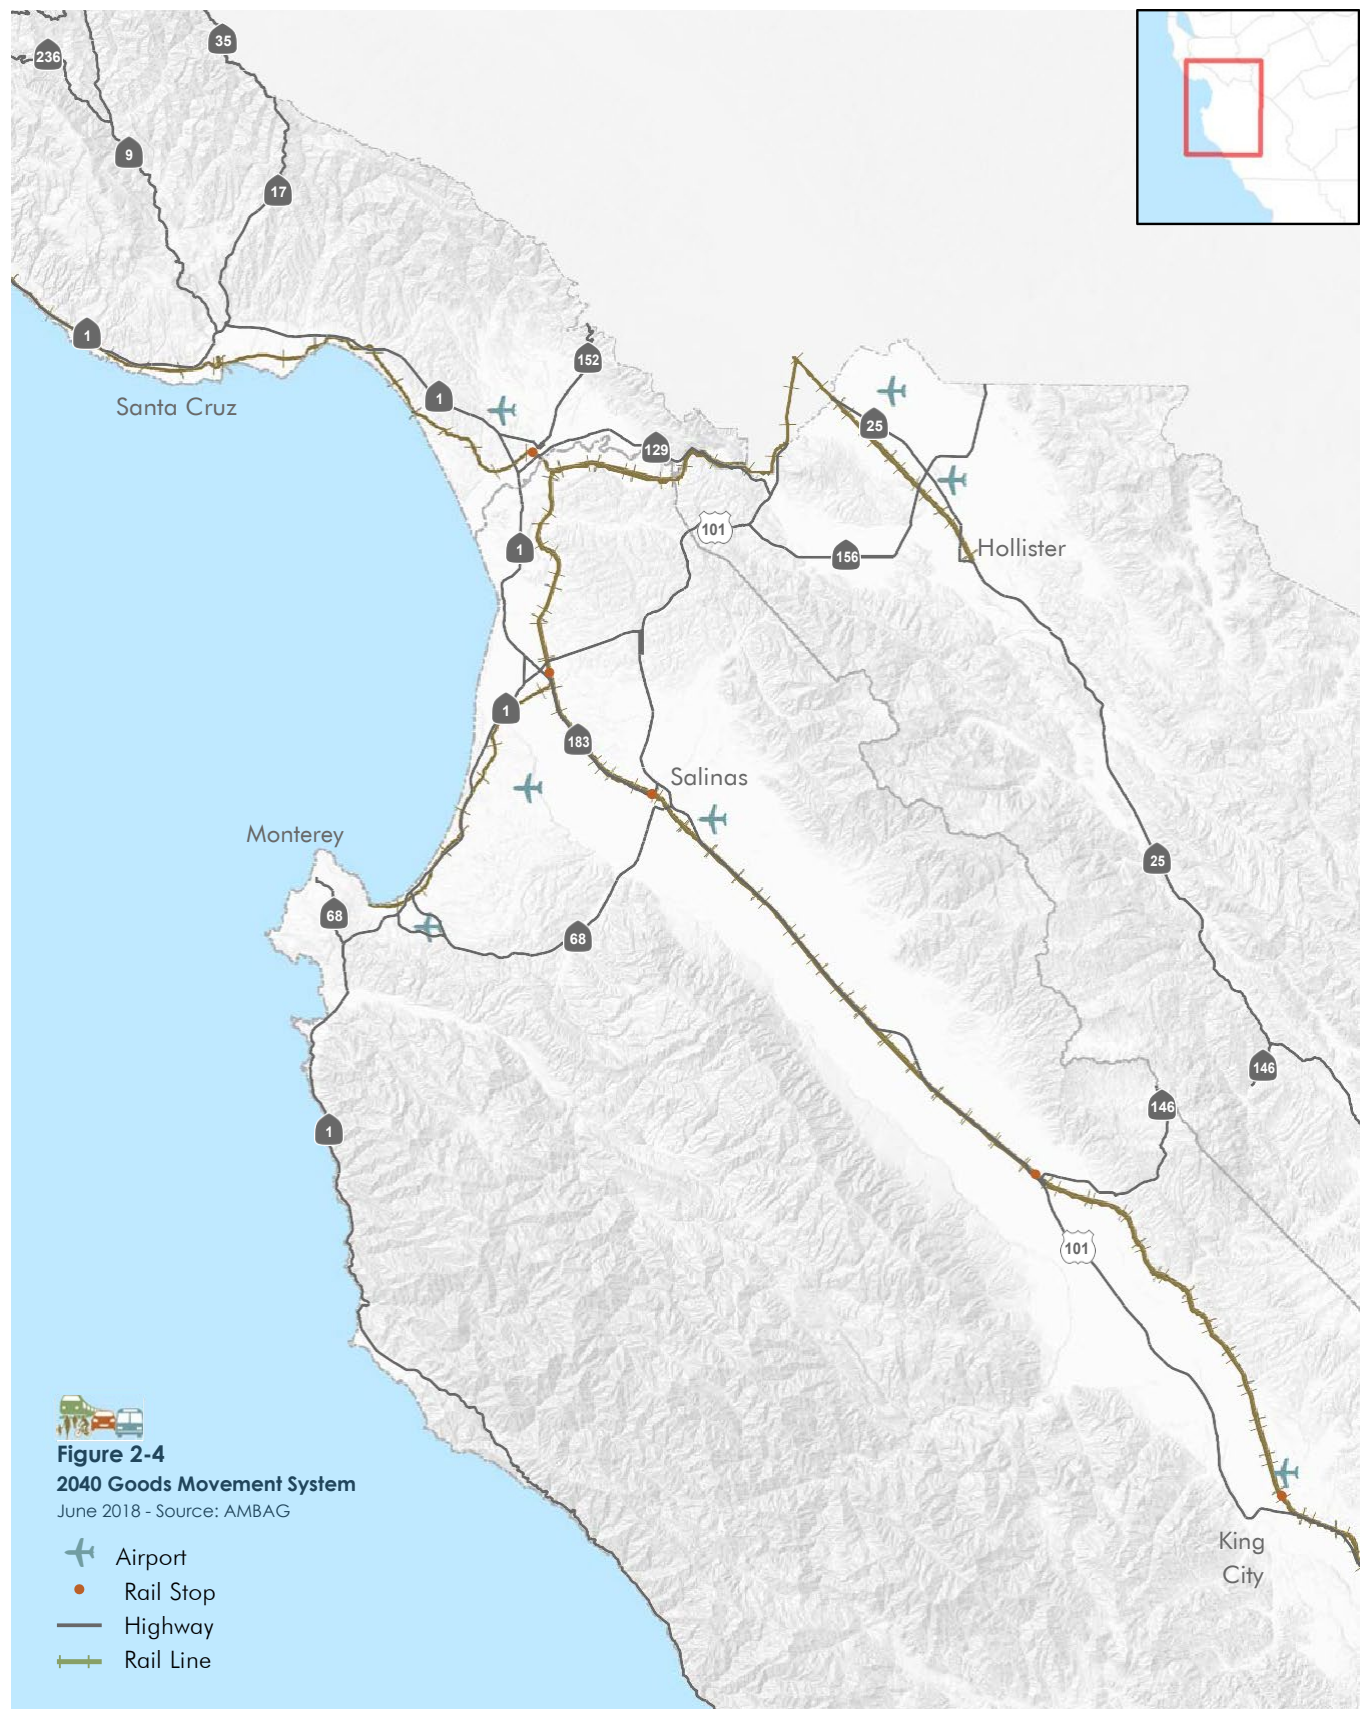 35
236
9
17
1
Santa Cruz
152
1
25
129
101
1
156
Hollister
1
183
Salinas
Monterey
25
68
68
146
146
1
101
King
City
Figure 2-4
2040 Goods Movement System
June 2018 - Source: AMBAG
Airport
Rail Stop
Highway
Rail Line